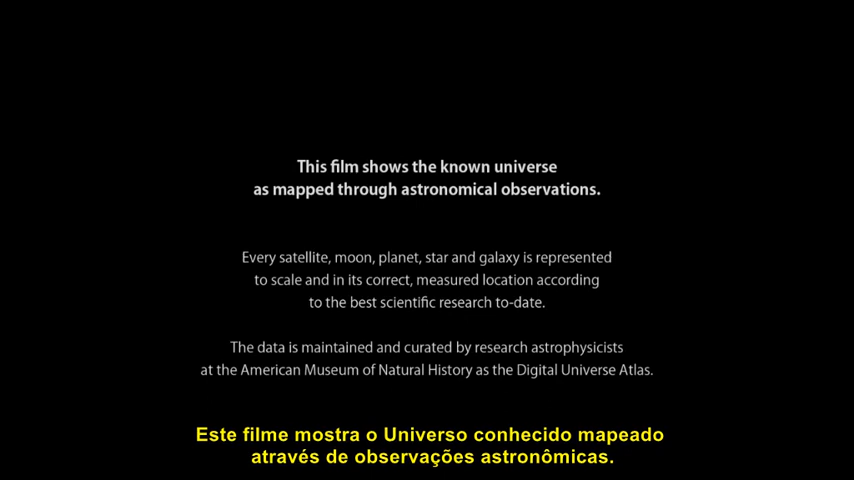 This film shows the known universe
as mapped through astronomical observations.
Every satellite, moon, planet, star and galaxy is represented
to scale and in its correct, measured location according
to the best scientific research to-date.
The data is maintained and curated by research astrophysicists
at the American Museum of Natural History as the Digital Universe Atlas.
Este filme mostra o Universo conhecido mapeado
através de observações astronômicas.